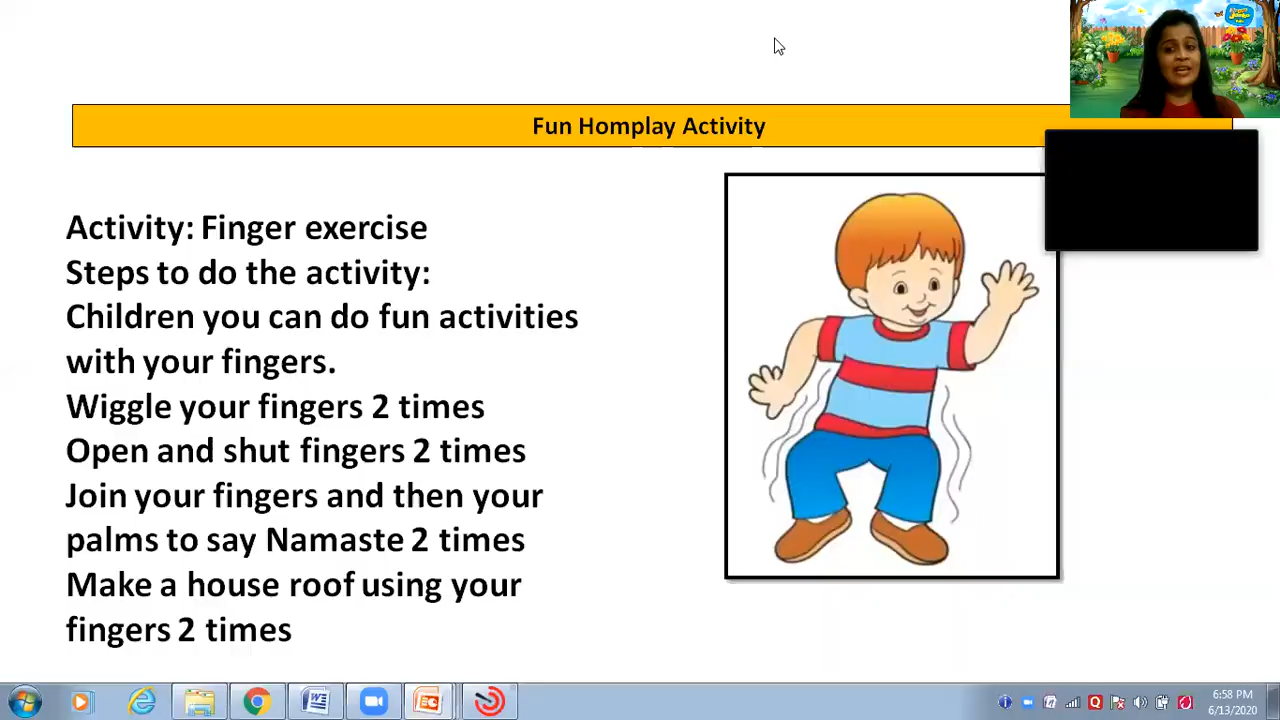 Fun Homplay Activity
Activity: Finger exercise
Steps to do the activity:
Children you can do fun activities
with your fingers.
Wiggle your fingers 2 times
Open and shut fingers 2 times
Join your fingers and then your
palms to say Namaste 2 times
Make a house roof using your
fingers 2 times
6:58 PM
6/13/2020